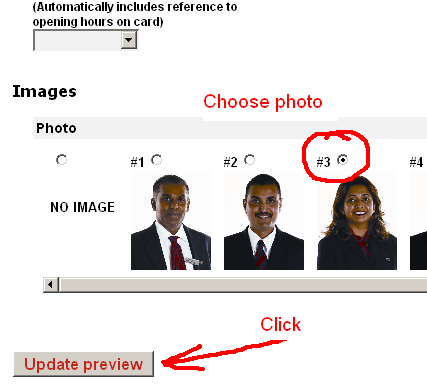 (Automatically includes reference to
opening hours on card)
Images
Choose photo
Photo
#1
#2
#3
#4
NO IMAGE
Click
Update preview